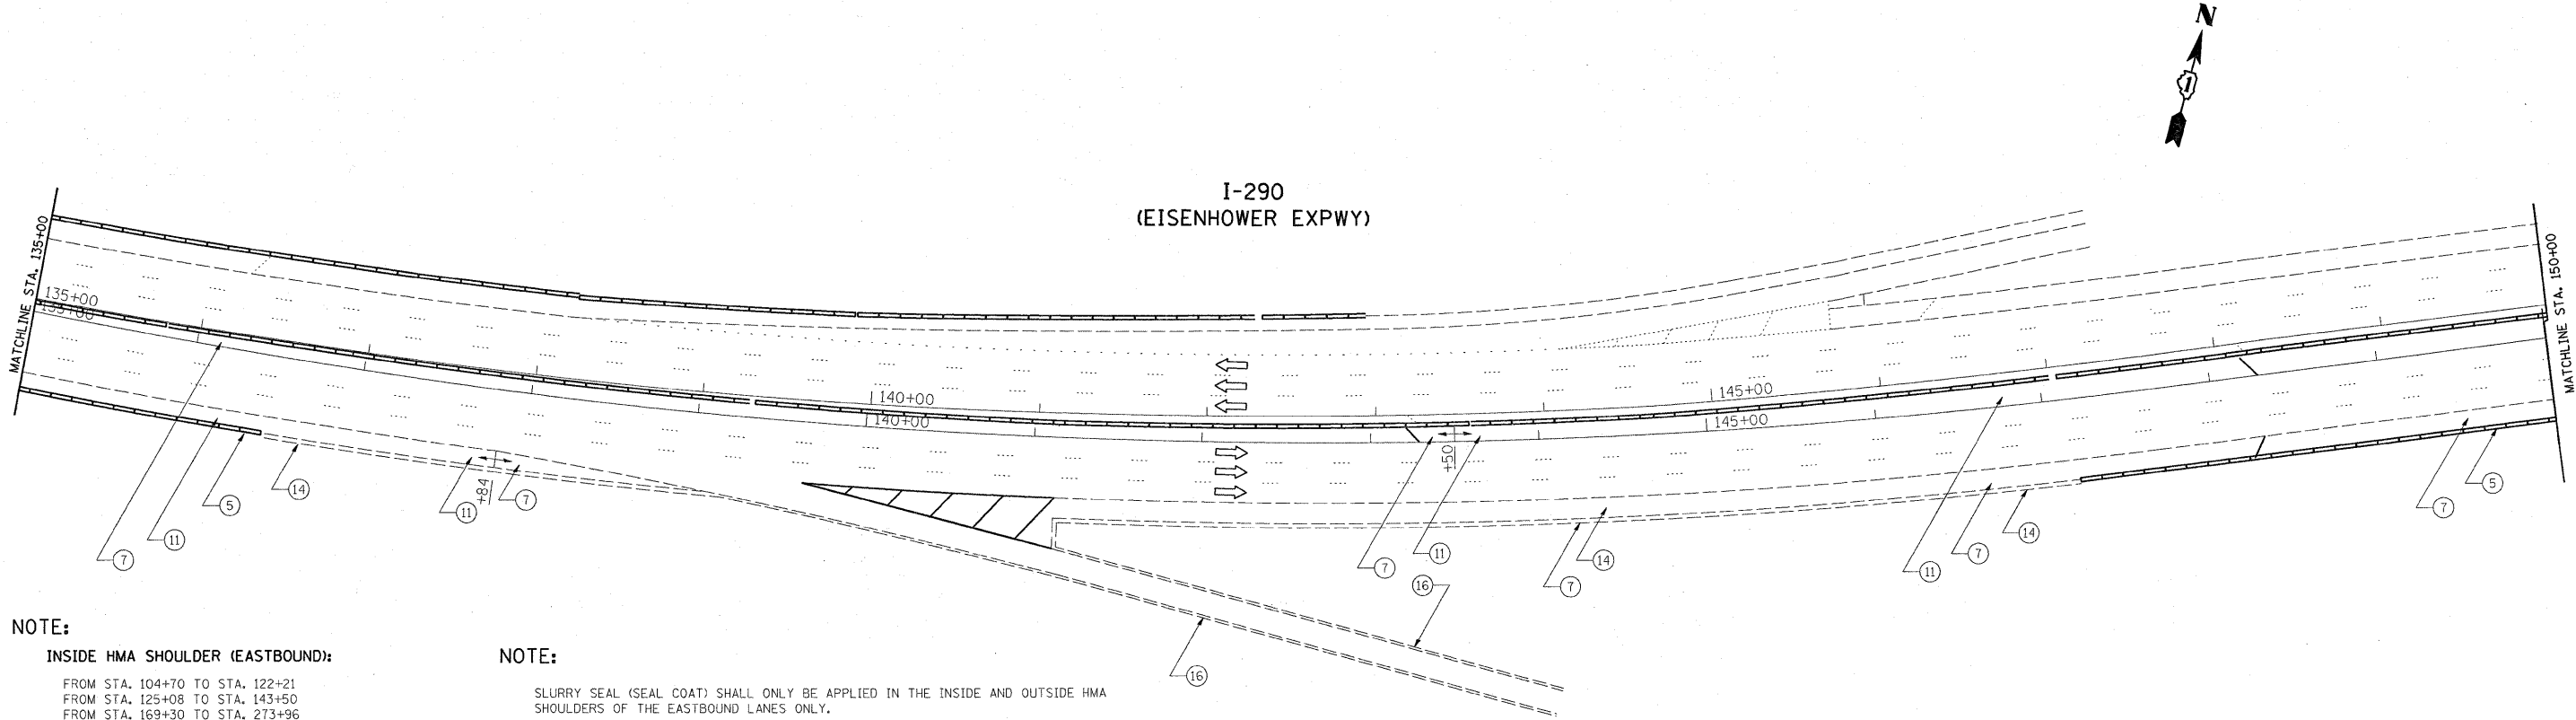 N
1
I-290
(EISENHOWER EXPWY)
MATCHLINE STA. 135+00
135+00
135+00
140+00
140+00
145+00
145+00
MATCHLINE STA. 150+00
+84
+50
7
11
5
14
11
7
7
11
16
16
7
14
11
7
14
7
5
NOTE:
INSIDE HMA SHOULDER (EASTBOUND):
FROM STA. 104+70 TO STA. 122+21
FROM STA. 125+08 TO STA. 143+50
FROM STA. 169+30 TO STA. 273+96
NOTE:
SLURRY SEAL (SEAL COAT) SHALL ONLY BE APPLIED IN THE INSIDE AND OUTSIDE HMA
SHOULDERS OF THE EASTBOUND LANES ONLY.